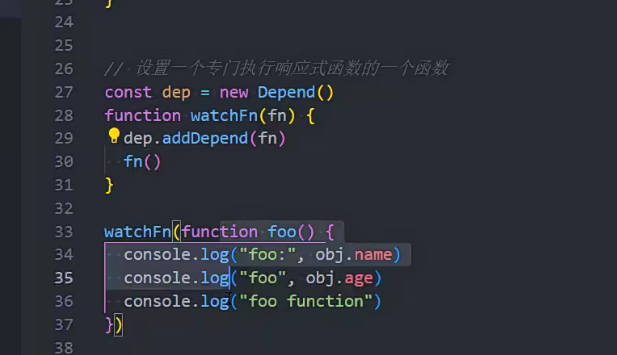 23 }
24
25
26 // 设置一个专门执行响应式函数的一个函数
27 const dep = new Depend()
28 function watchFn(fn) {
29 dep.addDepend(fn)
30 fn()
31 }
32
33 watchFn(function foo() {
34 console.log("foo:", obj.name)
35 console.log("foo", obj.age)
36 console.log("foo function")
37 })
38